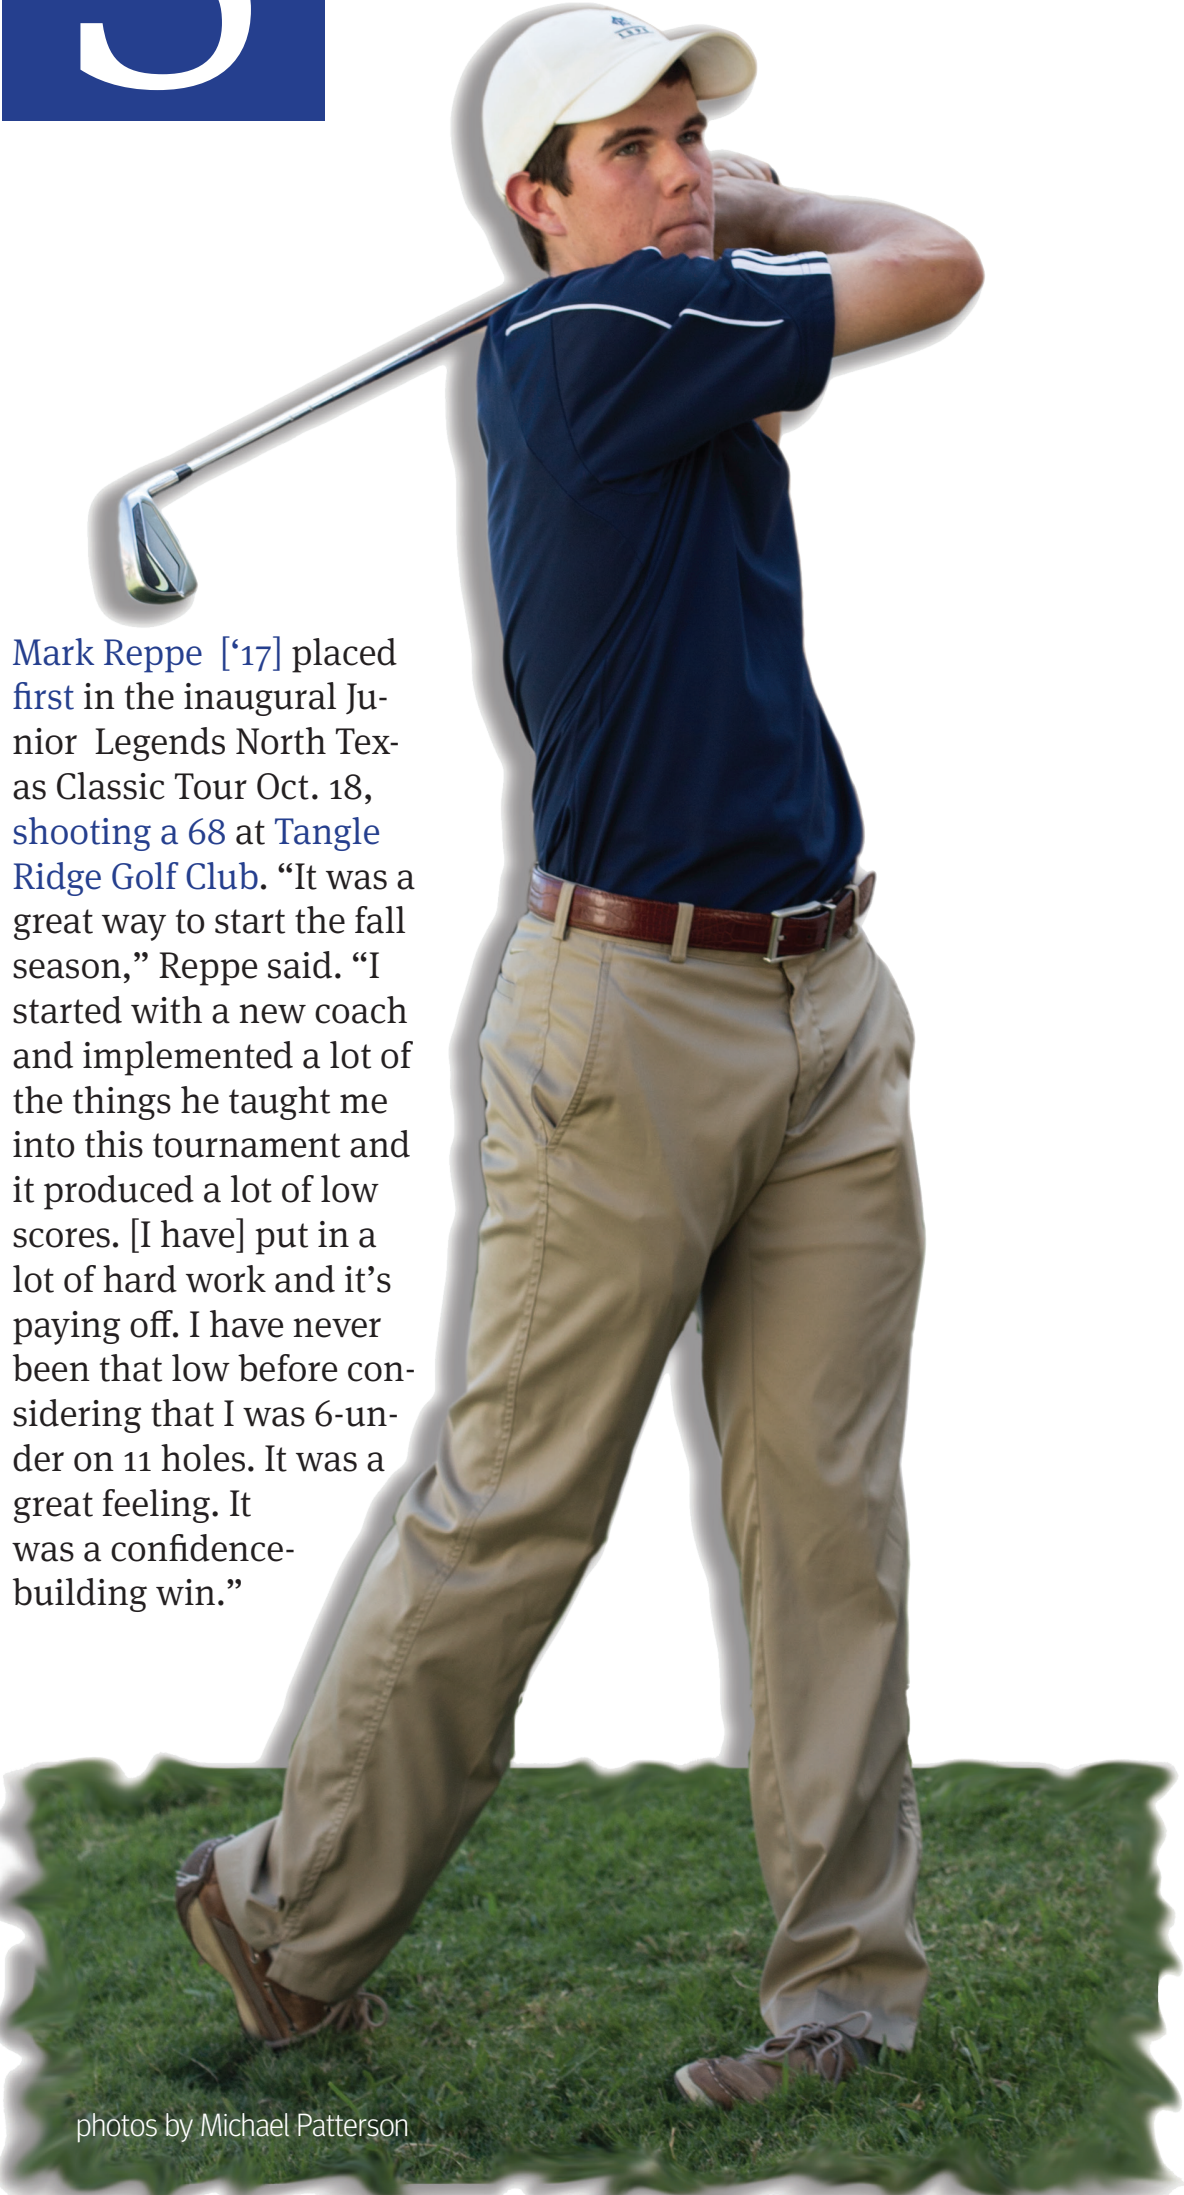 Mark Reppe  [‘17] placed
first in the inaugural Ju-
nior  Legends North Tex-
as Classic Tour Oct. 18,
shooting a 68 at Tangle
Ridge Golf Club. “It was a
great way to start the fall
season,” Reppe said. “I
started with a new coach
and implemented a lot of
the things he taught me
into this tournament and
it produced a lot of low
scores. [I have] put in a
lot of hard work and it’s
paying off. I have never
been that low before con-
sidering that I was 6-un-
der on 11 holes. It was a
great feeling. It
was a confidence-
building win.”
photos by Michael Patterson